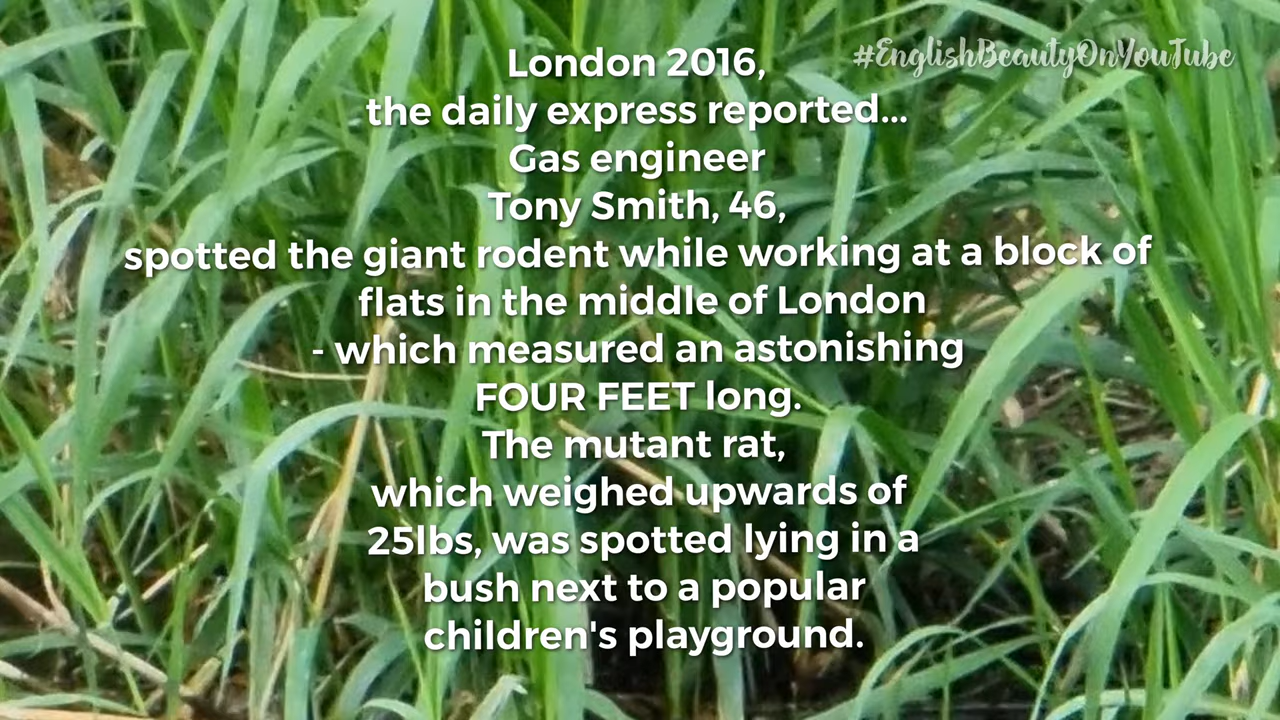 #EnglishBeautyOnYouTube
London 2016,
the daily express reported...
Gas engineer
Tony Smith, 46,
spotted the giant rodent while working at a block of
flats in the middle of London
- which measured an astonishing
FOUR FEET long.
The mutant rat,
which weighed upwards of
25lbs, was spotted lying in a
bush next to a popular
children's playground.